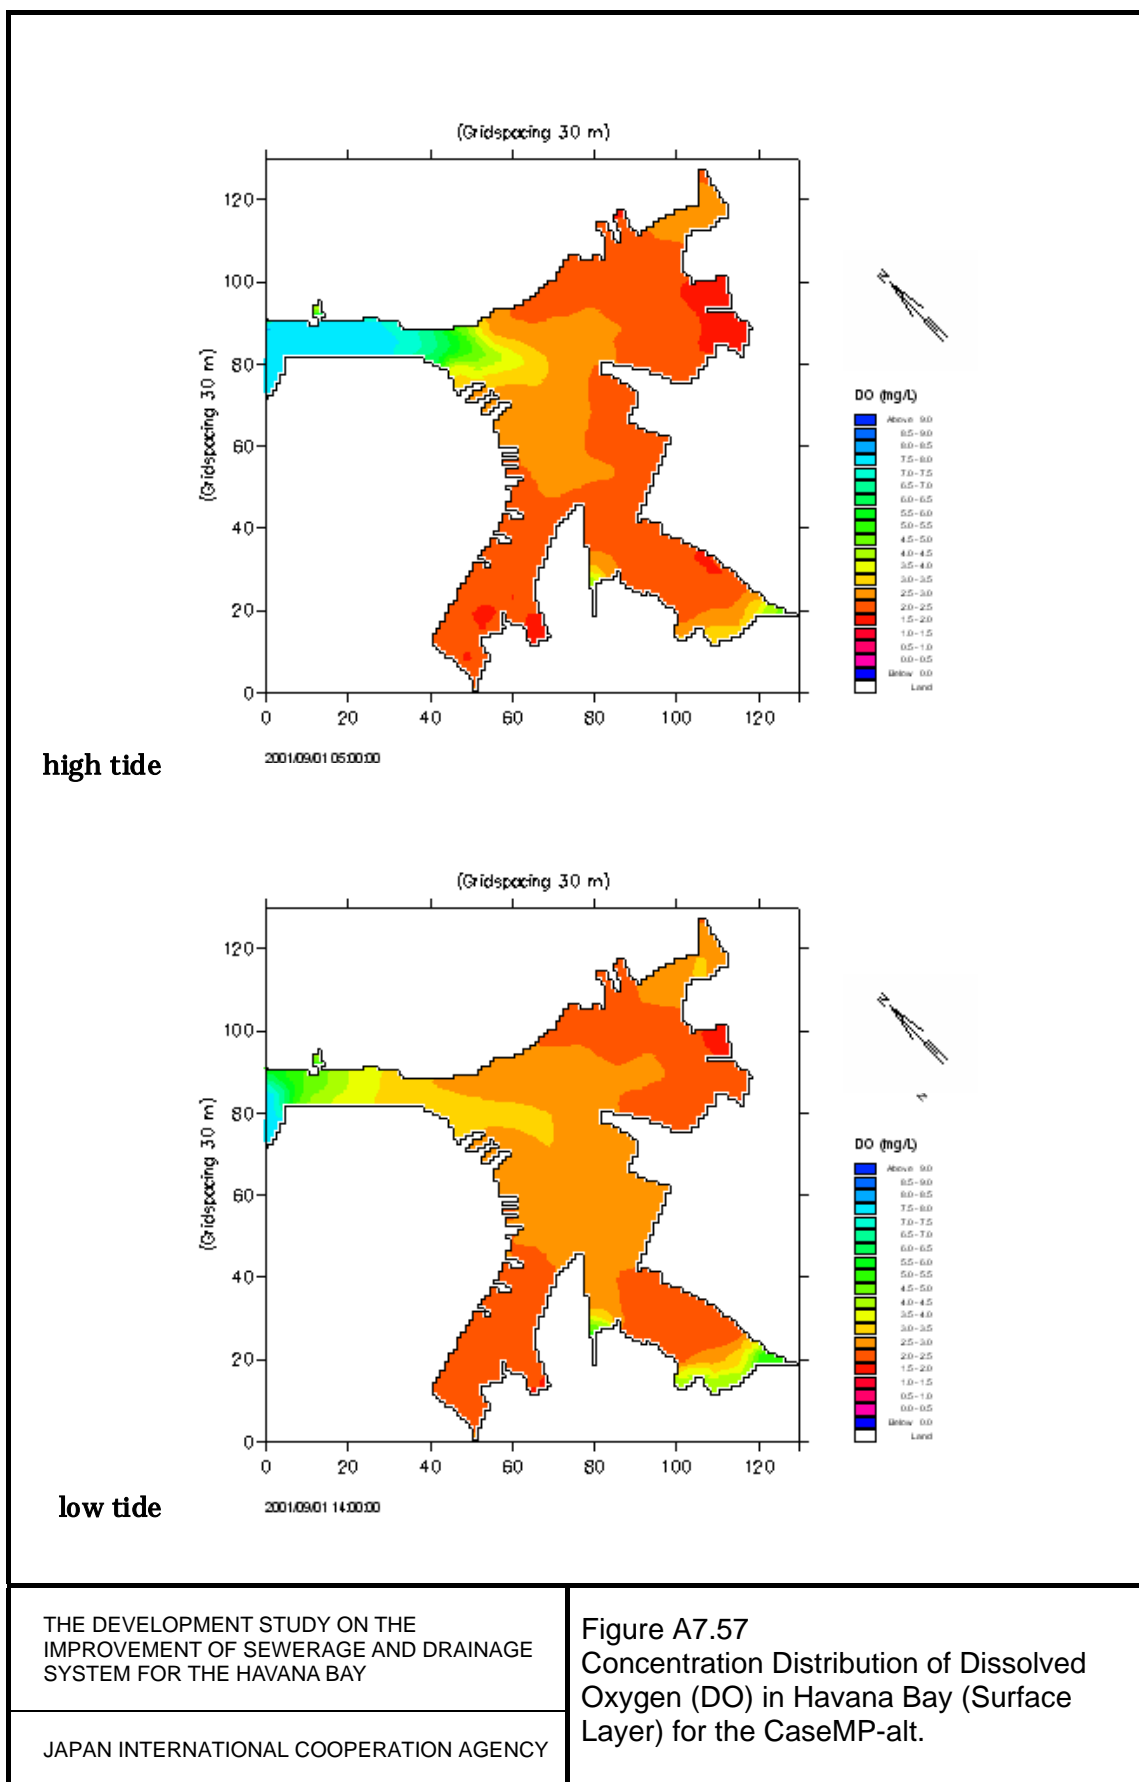 (Gridspacing 30 m)
(Gridspacing 30 m)
120
100
80
60
40
20
0
0 20 40 60 80 100 120
2001/09/01 05:00:00
high tide
N
DO (mg/L)
Above 9.0
8.5 - 9.0
8.0 - 8.5
7.5 - 8.0
7.0 - 7.5
6.5 - 7.0
6.0 - 6.5
5.5 - 6.0
5.0 - 5.5
4.5 - 5.0
4.0 - 4.5
3.5 - 4.0
3.0 - 3.5
2.5 - 3.0
2.0 - 2.5
1.5 - 2.0
1.0 - 1.5
0.5 - 1.0
0.0 - 0.5
Below 0.0
Land
(Gridspacing 30 m)
(Gridspacing 30 m)
120
100
80
60
40
20
0
0 20 40 60 80 100 120
2001/09/01 14:00:00
low tide
N
N
DO (mg/L)
Above 9.0
8.5 - 9.0
8.0 - 8.5
7.5 - 8.0
7.0 - 7.5
6.5 - 7.0
6.0 - 6.5
5.5 - 6.0
5.0 - 5.5
4.5 - 5.0
4.0 - 4.5
3.5 - 4.0
3.0 - 3.5
2.5 - 3.0
2.0 - 2.5
1.5 - 2.0
1.0 - 1.5
0.5 - 1.0
0.0 - 0.5
Below 0.0
Land
THE DEVELOPMENT STUDY ON THE
IMPROVEMENT OF SEWERAGE AND DRAINAGE
SYSTEM FOR THE HAVANA BAY
JAPAN INTERNATIONAL COOPERATION AGENCY
Figure A7.57
Concentration Distribution of Dissolved
Oxygen (DO) in Havana Bay (Surface
Layer) for the CaseMP-alt.